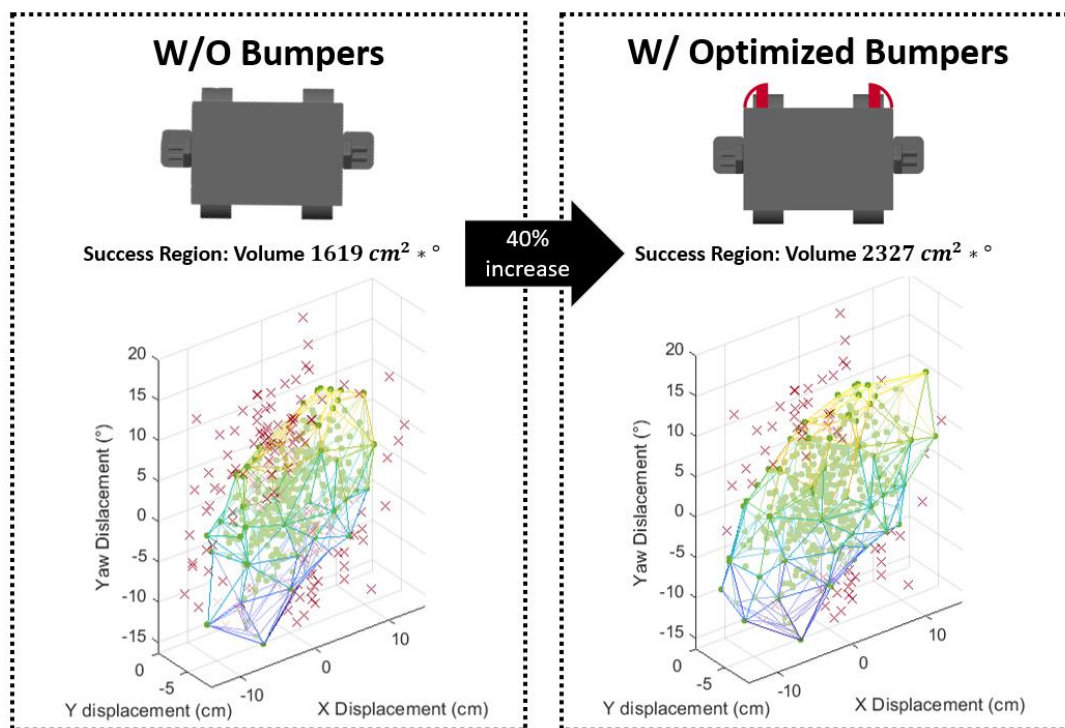 W/O Bumpers
Success Region: Volume 1619 cm² * °
20
15
10
5
0
-5
-10
-15
Yaw Dislacement (°)
0
-5
Y displacement (cm)
-10
0
10
X Displacement (cm)
40%
increase
W/ Optimized Bumpers
Success Region: Volume 2327 cm² * °
20
15
10
5
0
-5
-10
-15
Yaw Dislacement (°)
0
-5
Y displacement (cm)
-10
0
10
X Displacement (cm)